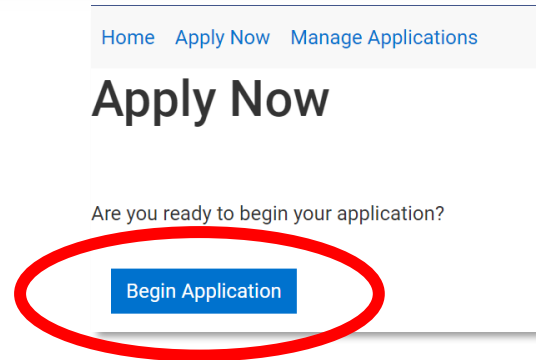 Home Apply Now Manage Applications
Apply Now
Are you ready to begin your application?
Begin Application